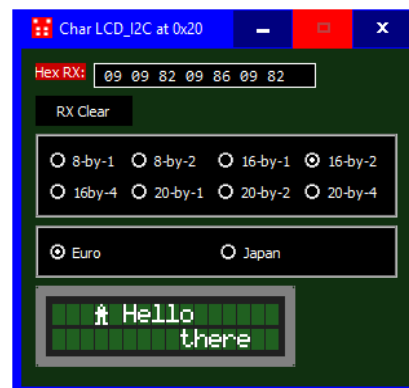 Char LCD_I2C at 0x20
Hex RX: 09 09 82 09 86 09 82
RX Clear
8-by-1 8-by-2 16-by-1 16-by-2
16by-4 20-by-1 20-by-2 20-by-4
Euro Japan
Hello
there